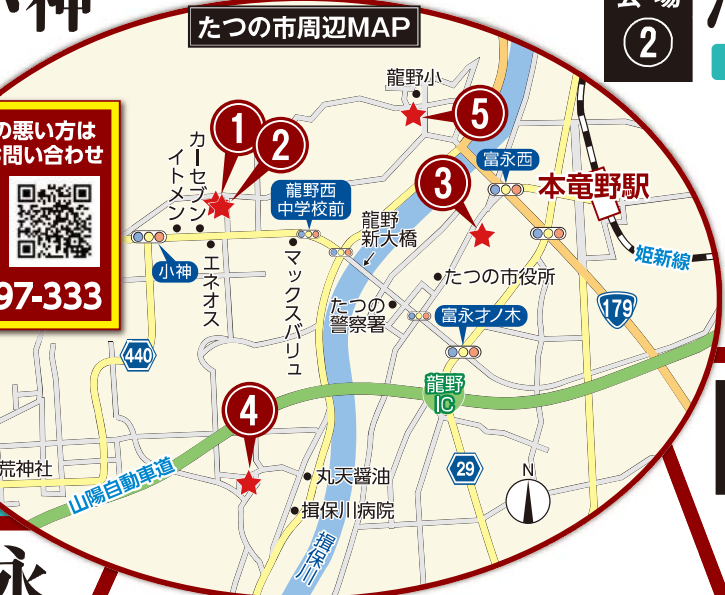 たつの市周辺MAP
会場
②
の悪い方は
問い合わせ
97-333
龍野小
1
2
5
3
カーセブン
イトメン
龍野西
中学校前
富永西
本竜野駅
龍野
新大橋
姫新線
小神
エネオス
マックスバリュ
たつの市役所
たつの
警察署
富永才ノ木
179
440
龍野
IC
4
29
N
荒神社
山陽自動車道
丸天醤油
揖保川病院
揖保川
永